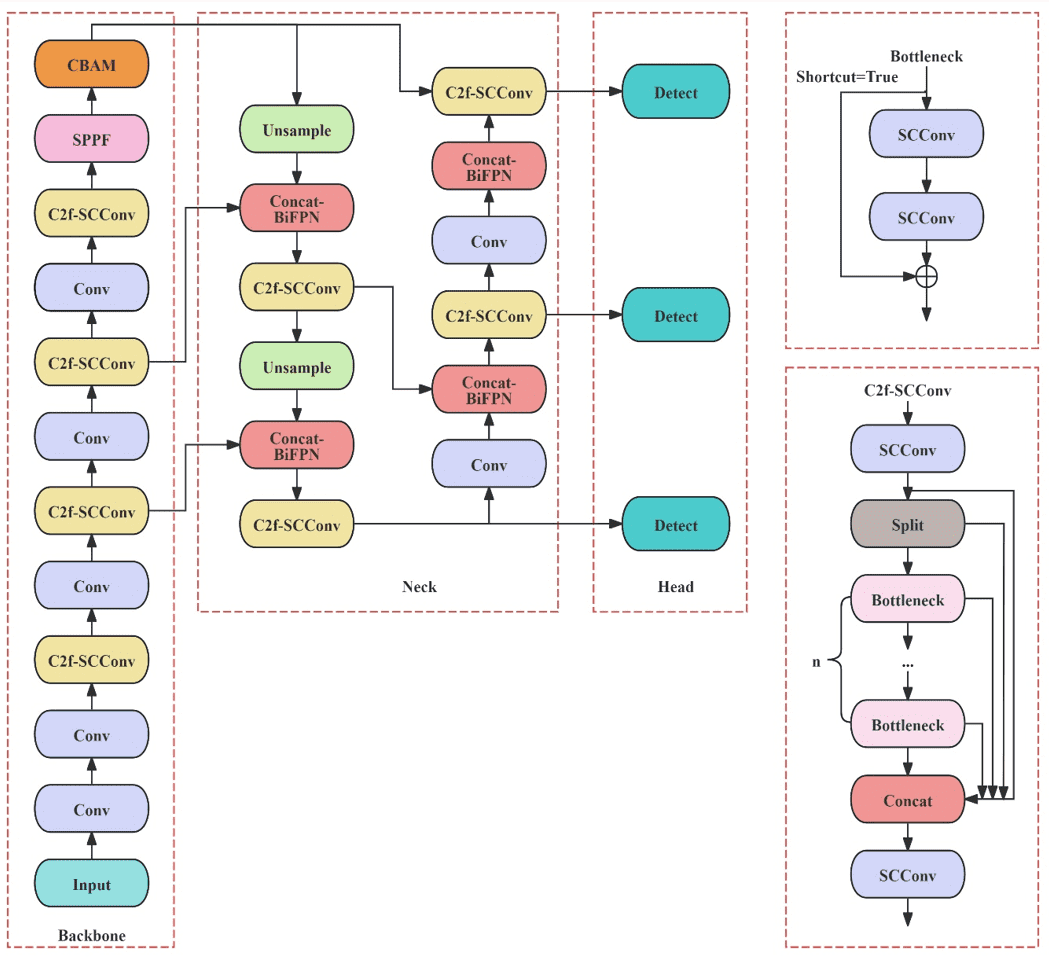 CBAM
SPPF
C2f-SCConv
Conv
C2f-SCConv
Conv
C2f-SCConv
Conv
C2f-SCConv
Conv
Conv
Input
Backbone
Unsample
Concat-
BiFPN
C2f-SCConv
Unsample
Concat-
BiFPN
C2f-SCConv
C2f-SCConv
Concat-
BiFPN
Conv
C2f-SCConv
Concat-
BiFPN
Conv
Neck
Detect
Detect
Detect
Head
Bottleneck
Shortcut=True
SCConv
SCConv
C2f-SCConv
SCConv
Split
Bottleneck
n
...
Bottleneck
Concat
SCConv